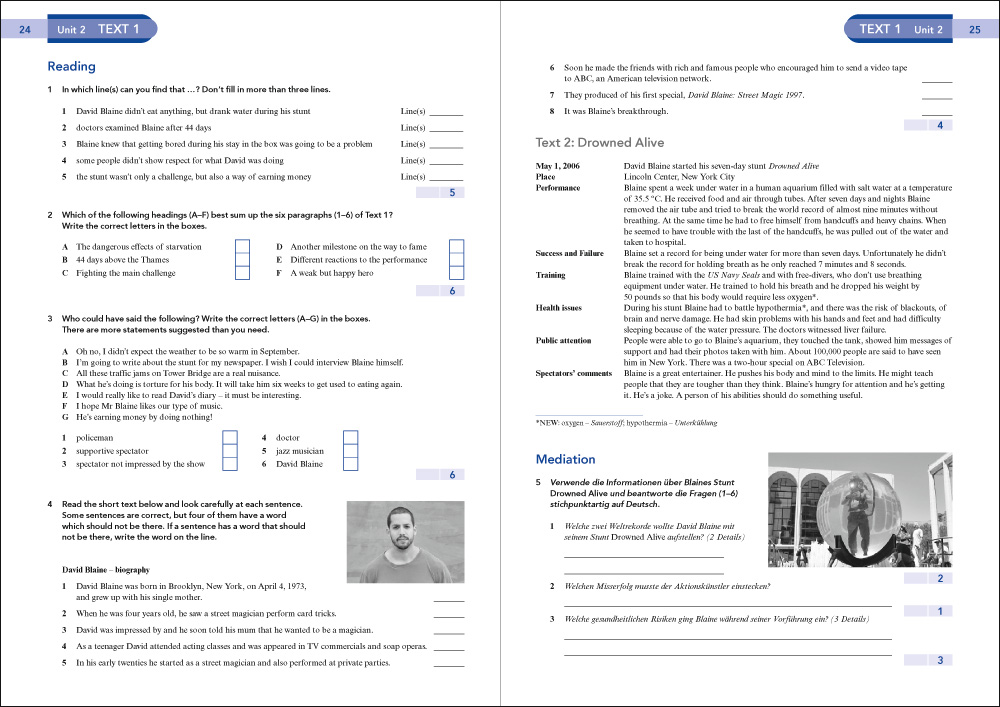 24 Unit 2 TEXT 1
Reading
1 In which line(s) can you find that …? Don't fill in more than three lines.
1 David Blaine didn't eat anything, but drank water during his stunt Line(s) ______
2 doctors examined Blaine after 44 days Line(s) ______
3 Blaine knew that getting bored during his stay in the box was going to be a problem Line(s) ______
4 some people didn't show respect for what David was doing Line(s) ______
5 the stunt wasn't only a challenge, but also a way of earning money Line(s) ______
5
2 Which of the following headings (A–F) best sum up the six paragraphs (1–6) of Text 1?
Write the correct letters in the boxes.
A The dangerous effects of starvation D Another milestone on the way to fame
B 44 days above the Thames E Different reactions to the performance
C Fighting the main challenge F A weak but happy hero
6
3 Who could have said the following? Write the correct letters (A–G) in the boxes.
There are more statements suggested than you need.
A Oh no, I didn't expect the weather to be so warm in September.
B I'm going to write about the stunt for my newspaper. I wish I could interview Blaine himself.
C All these traffic jams on Tower Bridge are a real nuisance.
D What he's doing is torture for his body. It will take him six weeks to get used to eating again.
E I would really like to read David's diary – it must be interesting.
F I hope Mr Blaine likes our type of music.
G He's earning money by doing nothing!
1 policeman 4 doctor
2 supportive spectator 5 jazz musician
3 spectator not impressed by the show 6 David Blaine
6
4 Read the short text below and look carefully at each sentence.
Some sentences are correct, but four of them have a word
which should not be there. If a sentence has a word that should
not be there, write the word on the line.
David Blaine – biography
1 David Blaine was born in Brooklyn, New York, on April 4, 1973,
and grew up with his single mother. ______
2 When he was four years old, he saw a street magician perform card tricks. ______
3 David was impressed by and he soon told his mum that he wanted to be a magician. ______
4 As a teenager David attended acting classes and was appeared in TV commercials and soap operas. ______
5 In his early twenties he started as a street magician and also performed at private parties. ______
TEXT 1 Unit 2 25
6 Soon he made the friends with rich and famous people who encouraged him to send a video tape
to ABC, an American television network. ______
7 They produced of his first special, David Blaine: Street Magic 1997. ______
8 It was Blaine's breakthrough. ______
4
Text 2: Drowned Alive
May 1, 2006 David Blaine started his seven-day stunt Drowned Alive
Place Lincoln Center, New York City
Performance Blaine spent a week under water in a human aquarium filled with salt water at a temperature
of 35.5 °C. He received food and air through tubes. After seven days and nights Blaine
removed the air tube and tried to break the world record of almost nine minutes without
breathing. At the same time he had to free himself from handcuffs and heavy chains. When
he seemed to have trouble with the last of the handcuffs, he was pulled out of the water and
taken to hospital.
Success and Failure Blaine set a record for being under water for more than seven days. Unfortunately he didn't
break the record for holding breath as he only reached 7 minutes and 8 seconds.
Training Blaine trained with the US Navy Seals and with free-divers, who don't use breathing
equipment under water. He trained to hold his breath and he dropped his weight by
50 pounds so that his body would require less oxygen*.
Health issues During his stunt Blaine had to battle hypothermia*, and there was the risk of blackouts, of
brain and nerve damage. He had skin problems with his hands and feet and had difficulty
sleeping because of the water pressure. The doctors witnessed liver failure.
Public attention People were able to go to Blaine's aquarium, they touched the tank, showed him messages of
support and had their photos taken with him. About 100,000 people are said to have seen
him in New York. There was a two-hour special on ABC Television.
Spectators' comments Blaine is a great entertainer. He pushes his body and mind to the limits. He might teach
people that they are tougher than they think. Blaine's hungry for attention and he's getting
it. He's a joke. A person of his abilities should do something useful.
*NEW: oxygen – Sauerstoff; hypothermia – Unterkühlung
Mediation
5 Verwende die Informationen über Blaines Stunt
Drowned Alive und beantworte die Fragen (1–6)
stichpunktartig auf Deutsch.
1 Welche zwei Weltrekorde wollte David Blaine mit
seinem Stunt Drowned Alive aufstellen? (2 Details)
2
2 Welchen Misserfolg musste der Aktionskünstler einstecken?
1
3 Welche gesundheitlichen Risiken ging Blaine während seiner Vorführung ein? (3 Details)
3